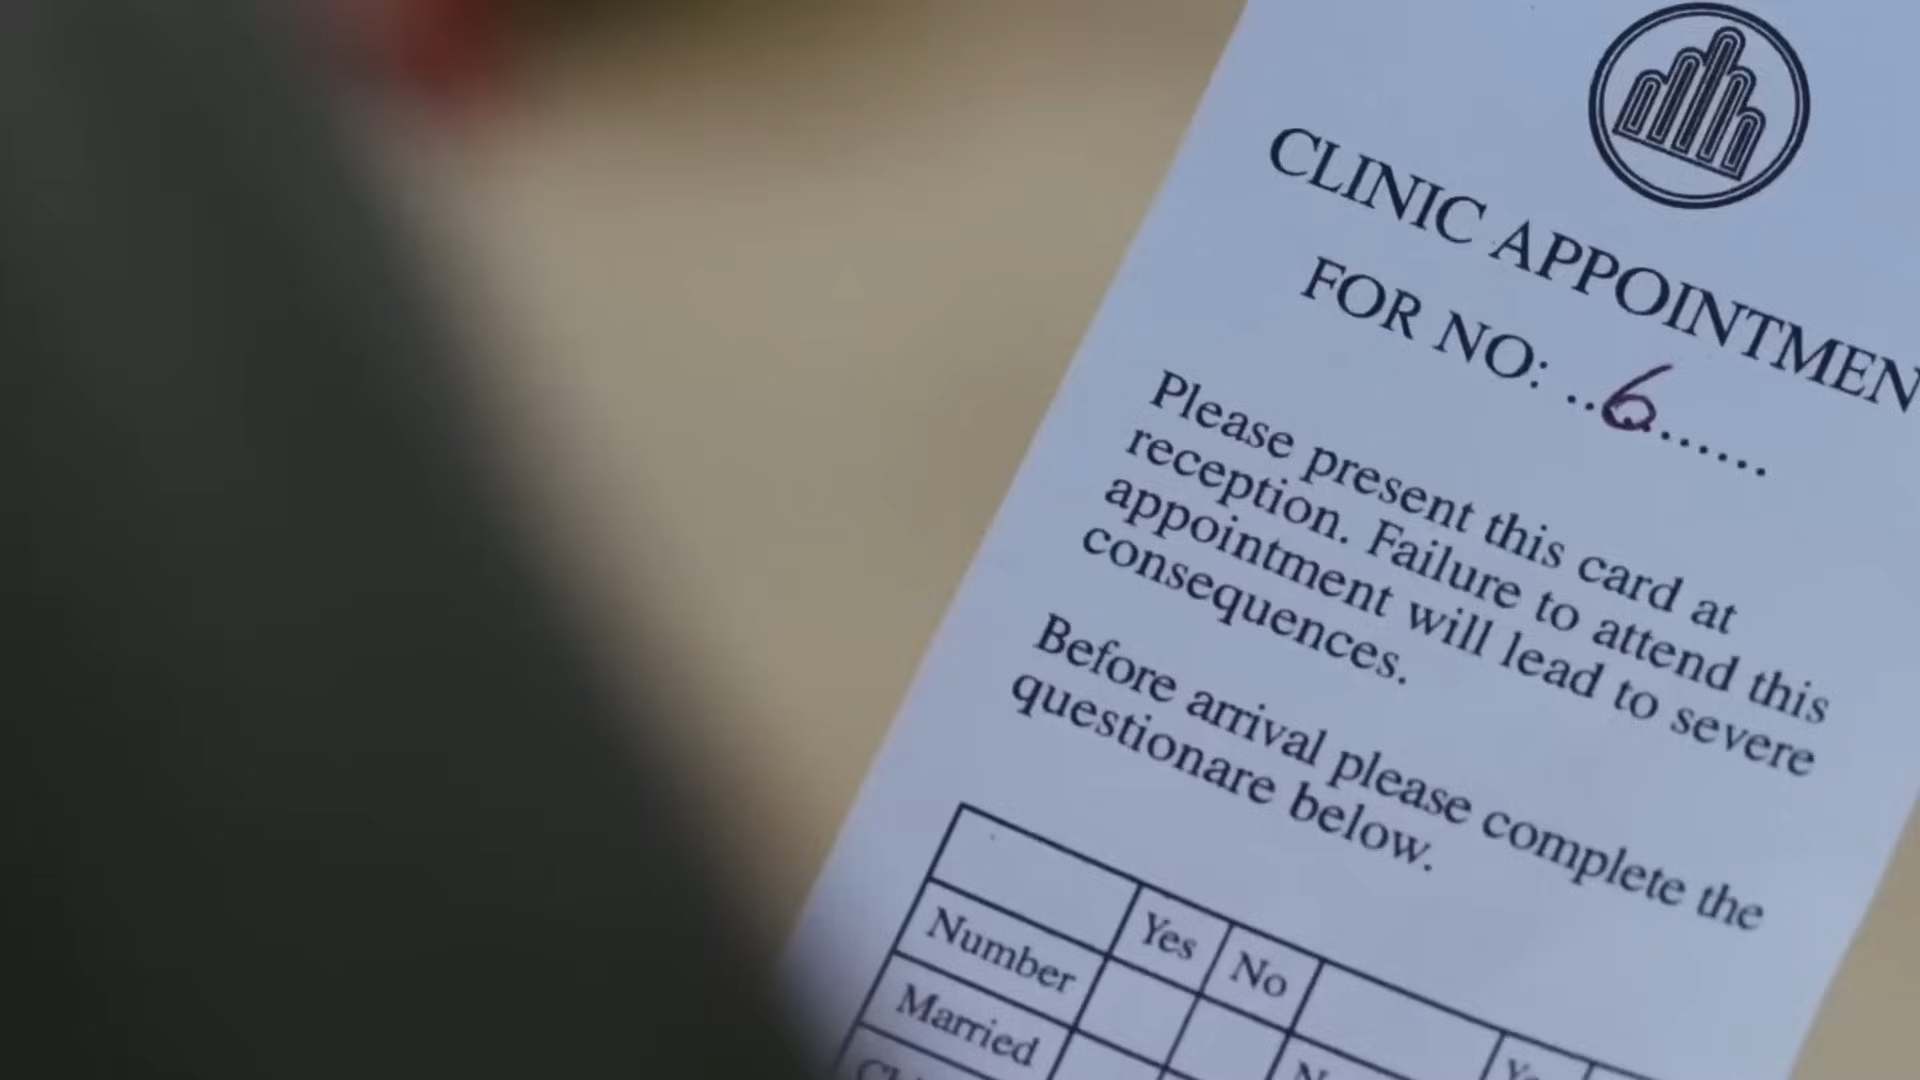 CLINIC APPOINTMEN
FOR NO: ..6......
Please present this card at
reception. Failure to attend this
appointment will lead to severe
consequences.
Before arrival please complete the
questionare below.
Yes No
Number
Married